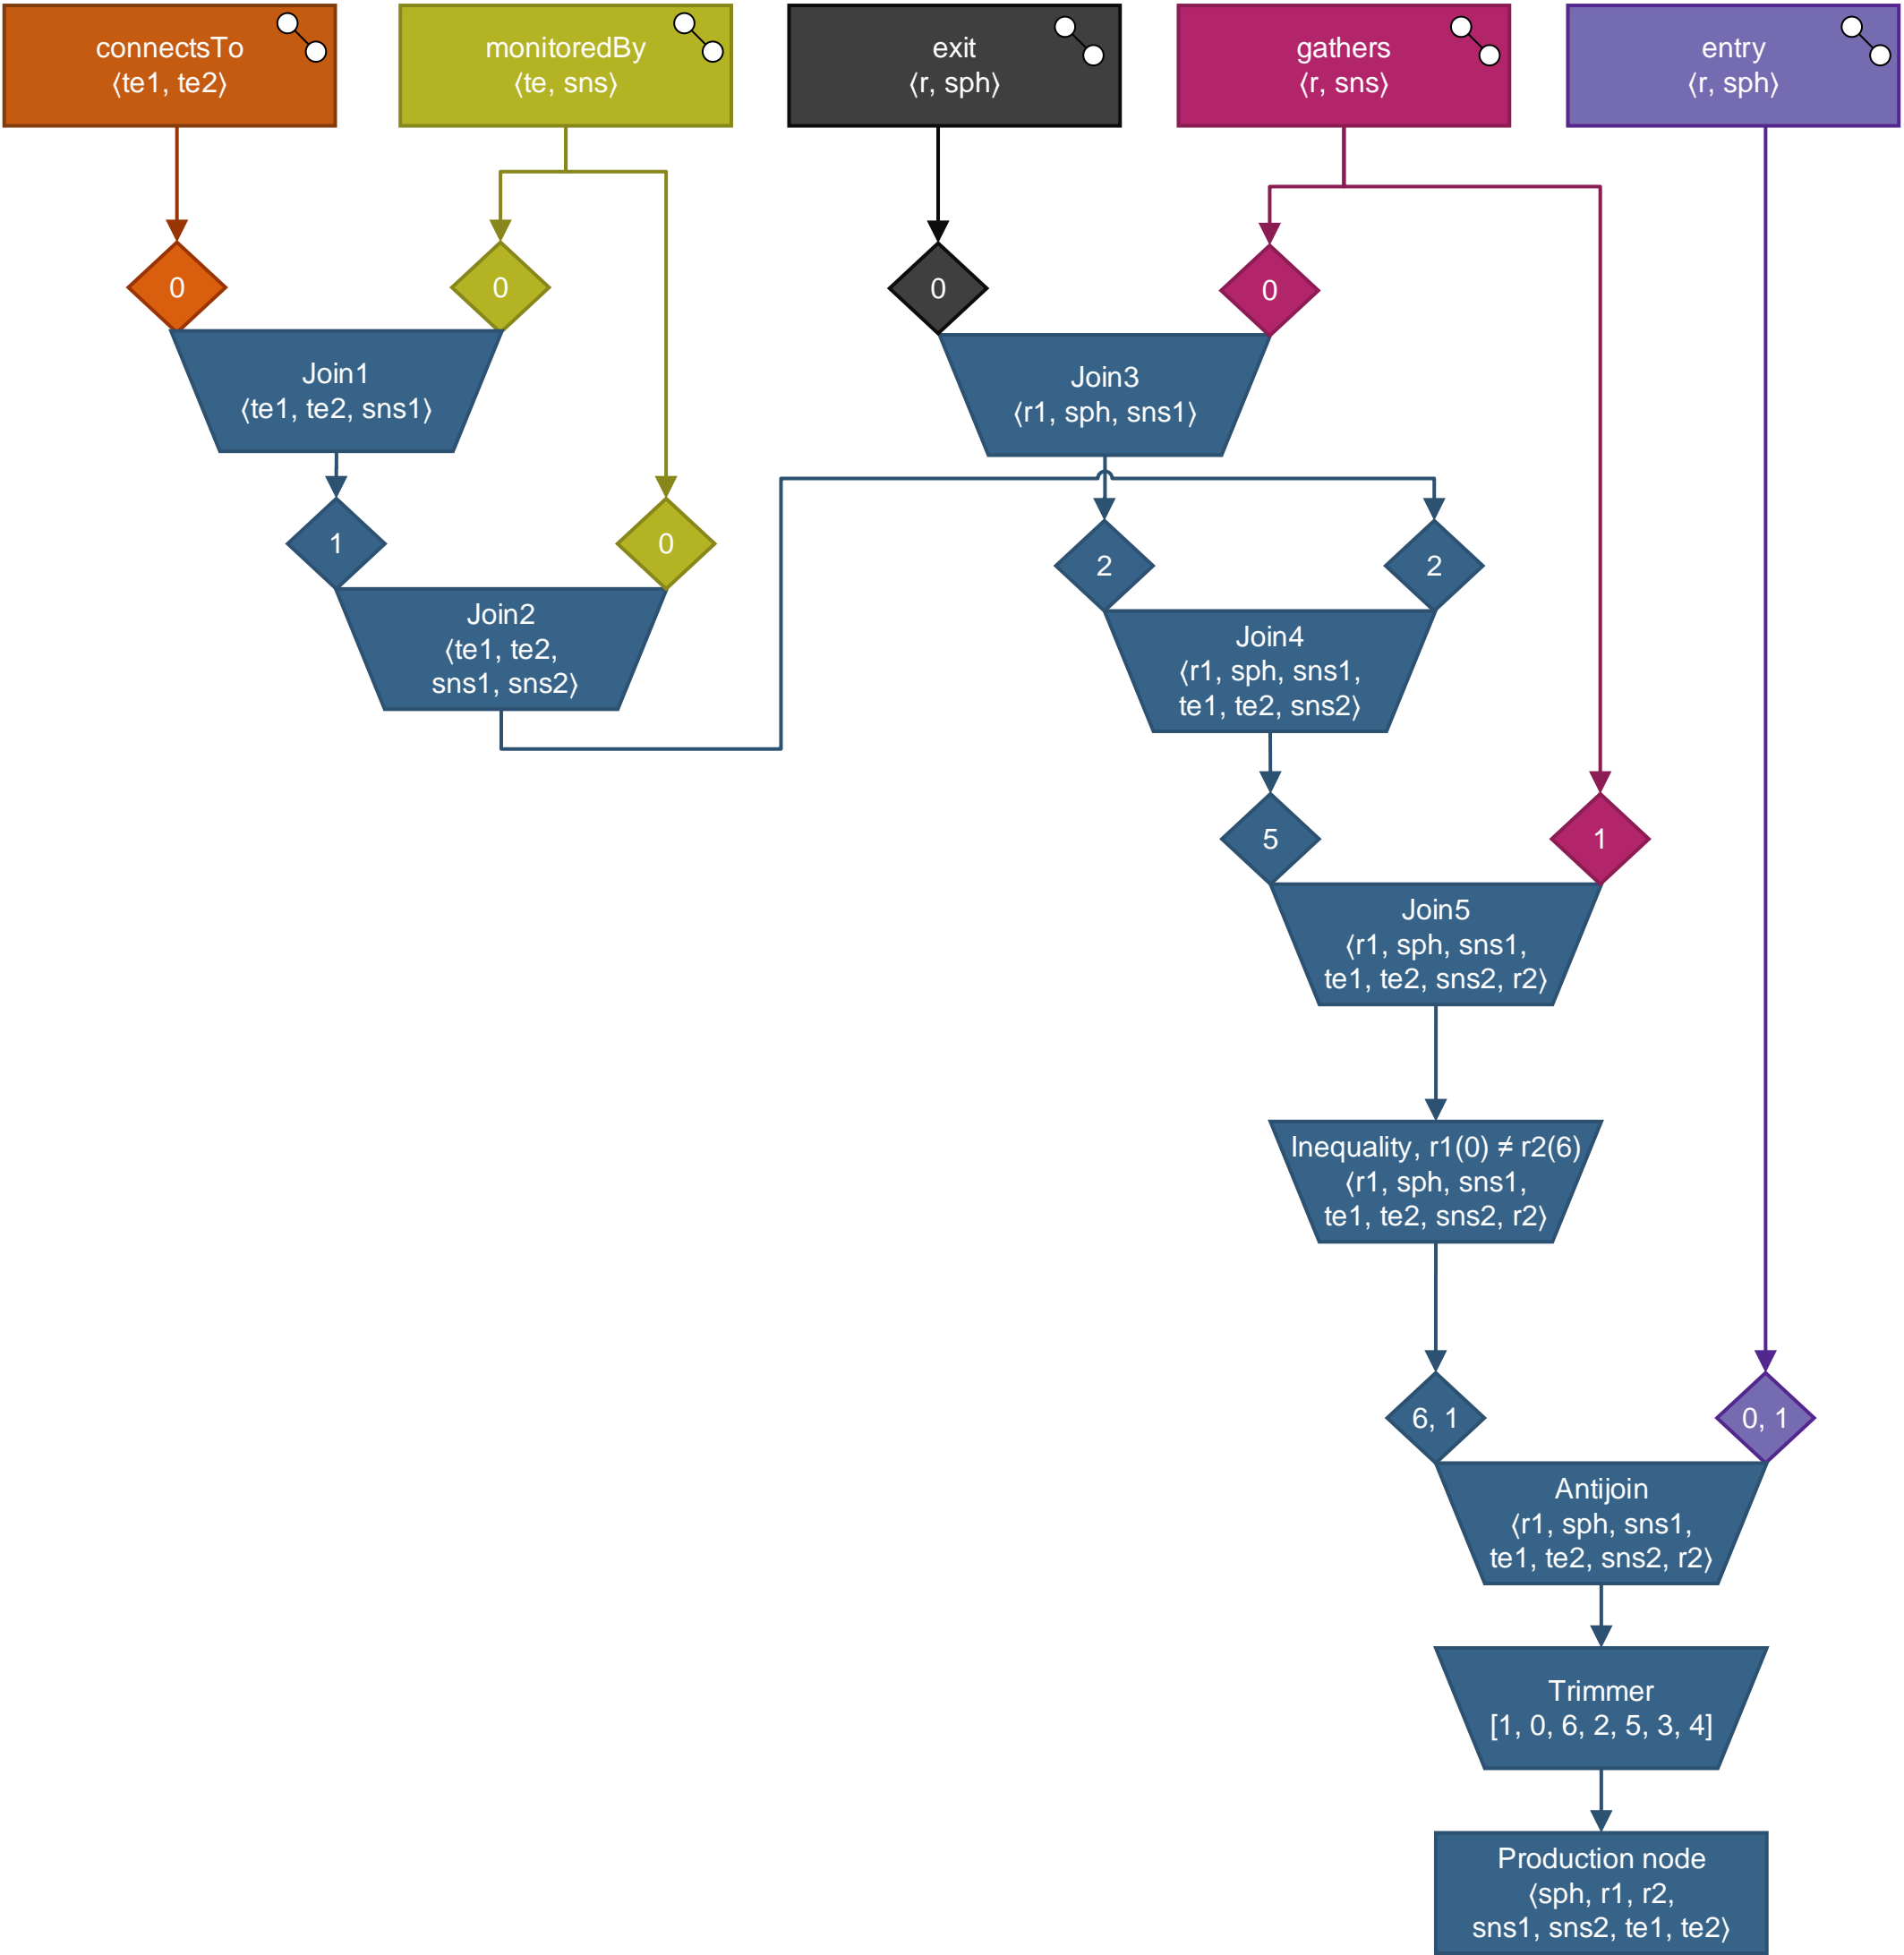 connectsTo
⟨te1, te2⟩
monitoredBy
⟨te, sns⟩
exit
⟨r, sph⟩
gathers
⟨r, sns⟩
entry
⟨r, sph⟩
0
0
0
0
Join1
⟨te1, te2, sns1⟩
Join3
⟨r1, sph, sns1⟩
1
0
2
2
Join2
⟨te1, te2,
sns1, sns2⟩
Join4
⟨r1, sph, sns1,
te1, te2, sns2⟩
5
1
Join5
⟨r1, sph, sns1,
te1, te2, sns2, r2⟩
Inequality, r1(0) ≠ r2(6)
⟨r1, sph, sns1,
te1, te2, sns2, r2⟩
6, 1
0, 1
Antijoin
⟨r1, sph, sns1,
te1, te2, sns2, r2⟩
Trimmer
[1, 0, 6, 2, 5, 3, 4]
Production node
⟨sph, r1, r2,
sns1, sns2, te1, te2⟩